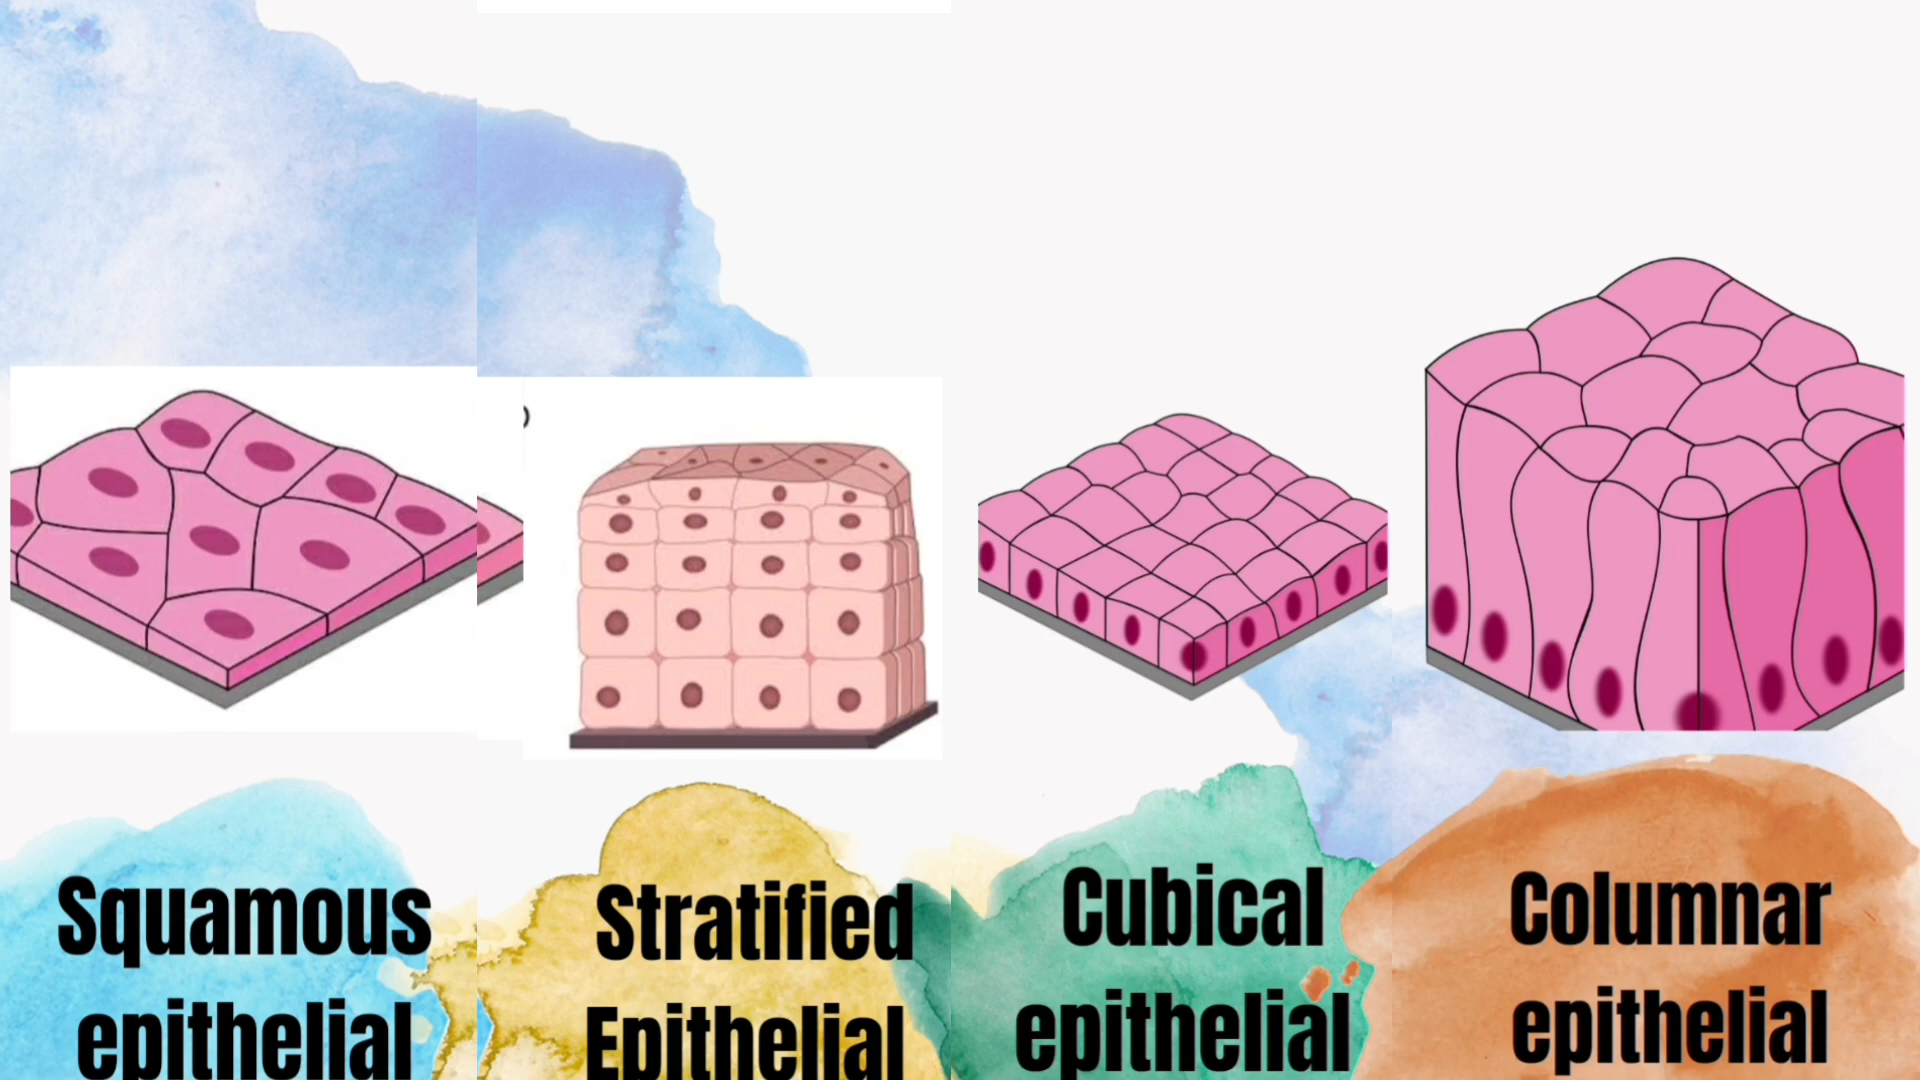 Squamous
epithelial
Stratified
Epithelial
Cubical
epithelial
Columnar
epithelial